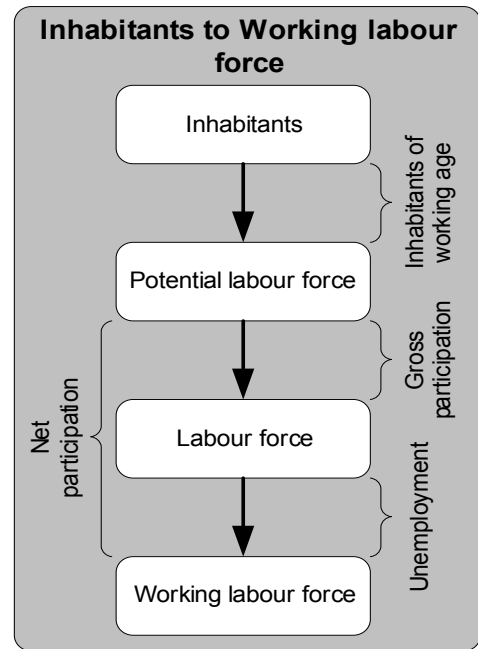 Inhabitants to Working labour
force
Inhabitants
Inhabitants of
working age
Potential labour force
Gross
participation
Net
participation
Labour force
Unemployment
Working labour force